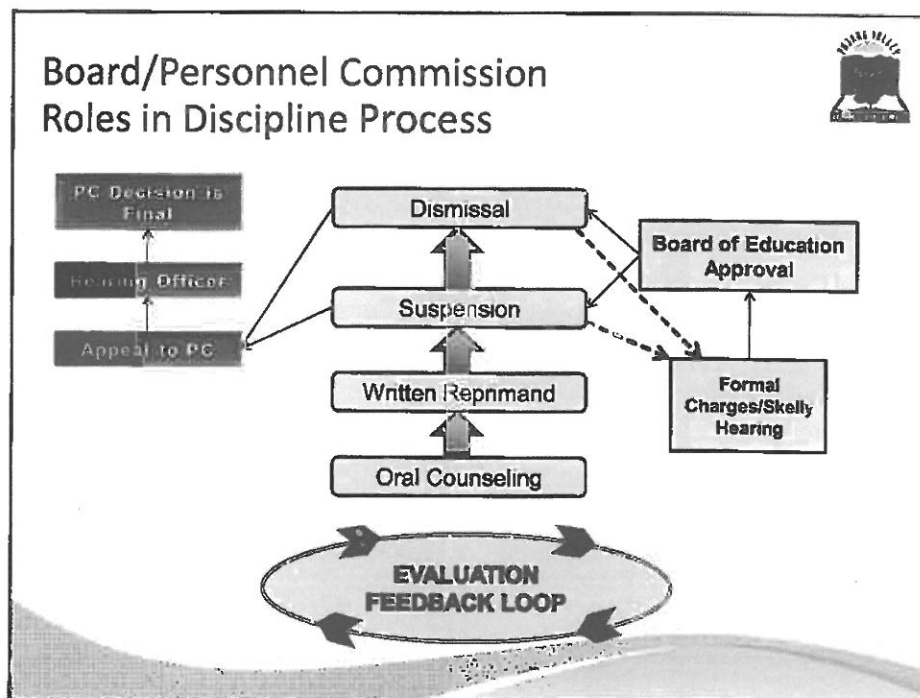 Board/Personnel Commission
Roles in Discipline Process
PC Decision is
Final
Hearing Officer
Appeal to PC
Dismissal
Suspension
Written Reprimand
Oral Counseling
Board of Education
Approval
Formal
Charges/Skelly
Hearing
EVALUATION
FEEDBACK LOOP